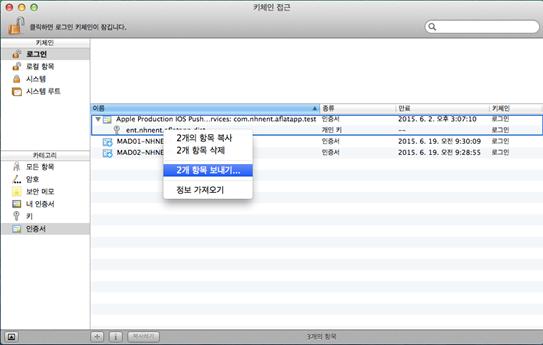 키체인 접근
클릭하면 로그인 키체인이 잠깁니다.
키체인
로그인
로컬 항목
시스템
시스템 루트
이름 종류 만료 키체인
Apple Production IOS Push...rvices: com.nhnent.aflatapp.test 인증서 2015. 6. 2. 오후 3:07:10 로그인
개인 키 -- 로그인
MAD01-NHNE 인증서 2015. 6. 19. 오전 9:30:09 로그인
MAD02-NHNE 인증서 2015. 6. 19. 오전 9:28:55 로그인
2개의 항목 복사
2개 항목 삭제
2개 항목 보내기...
정보 가져오기
카테고리
모든 항목
암호
보안 메모
내 인증서
키
인증서
복사하기
3개의 항목